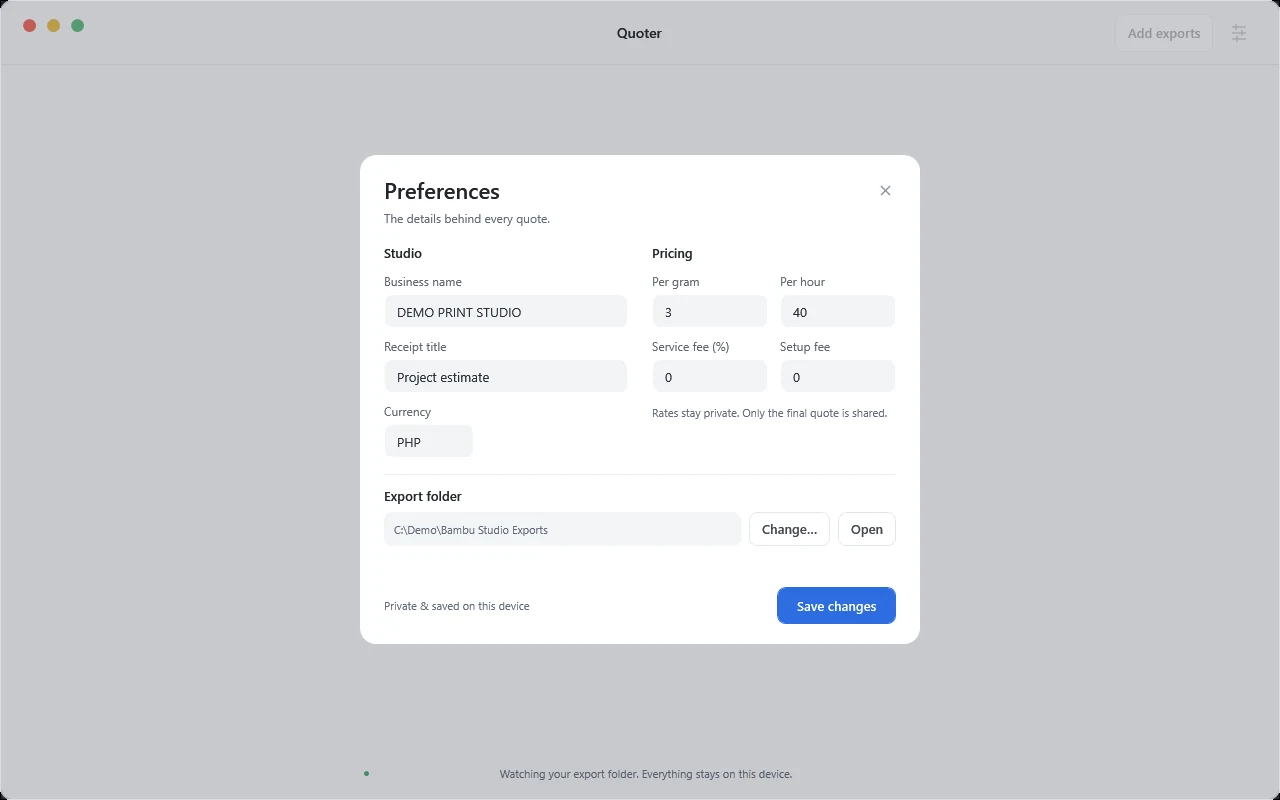 Quoter
Add exports
Preferences
The details behind every quote.
Studio
Business name
DEMO PRINT STUDIO
Receipt title
Project estimate
Currency
PHP
Pricing
Per gram
Per hour
3
40
Service fee (%)
Setup fee
0
0
Rates stay private. Only the final quote is shared.
Export folder
C:\Demo\Bambu Studio Exports
Change...
Open
Private & saved on this device
Save changes
Watching your export folder. Everything stays on this device.